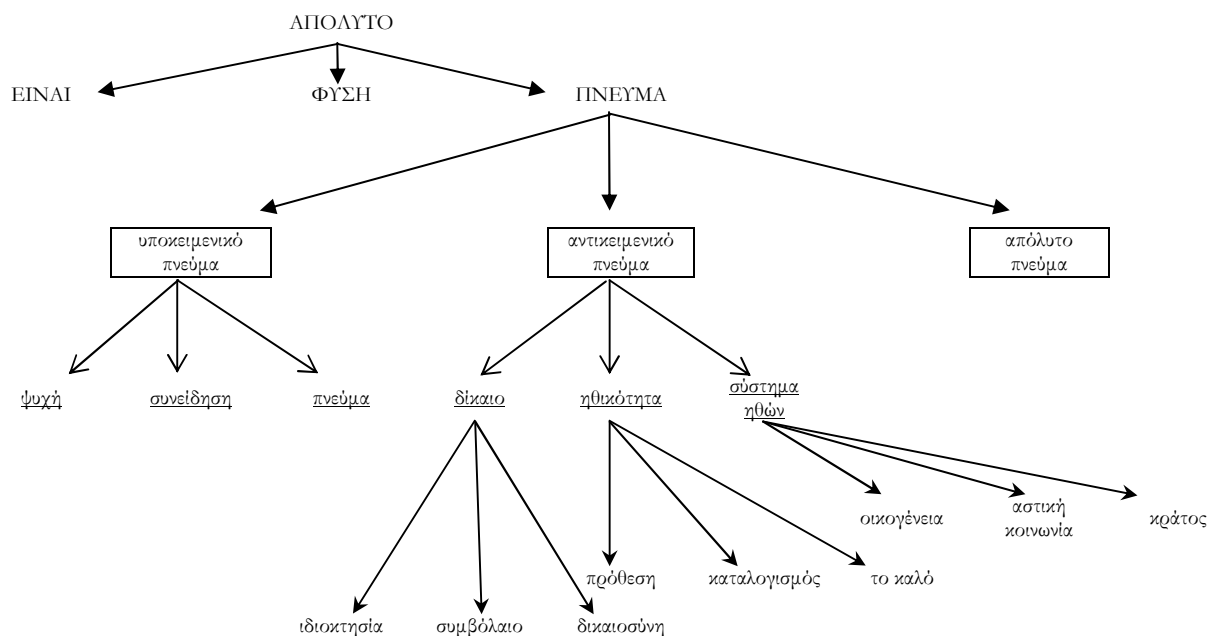 ΑΠΟΛΥΤΟ
ΕΙΝΑΙ
ΦΥΣΗ
ΠΝΕΥΜΑ
υποκειμενικό
πνεύμα
αντικειμενικό
πνεύμα
απόλυτο
πνεύμα
ψυχή
συνείδηση
πνεύμα
δίκαιο
ηθικότητα
σύστημα
ηθών
οικογένεια
αστική
κοινωνία
κράτος
πρόθεση
καταλογισμός
το καλό
ιδιοκτησία
συμβόλαιο
δικαιοσύνη